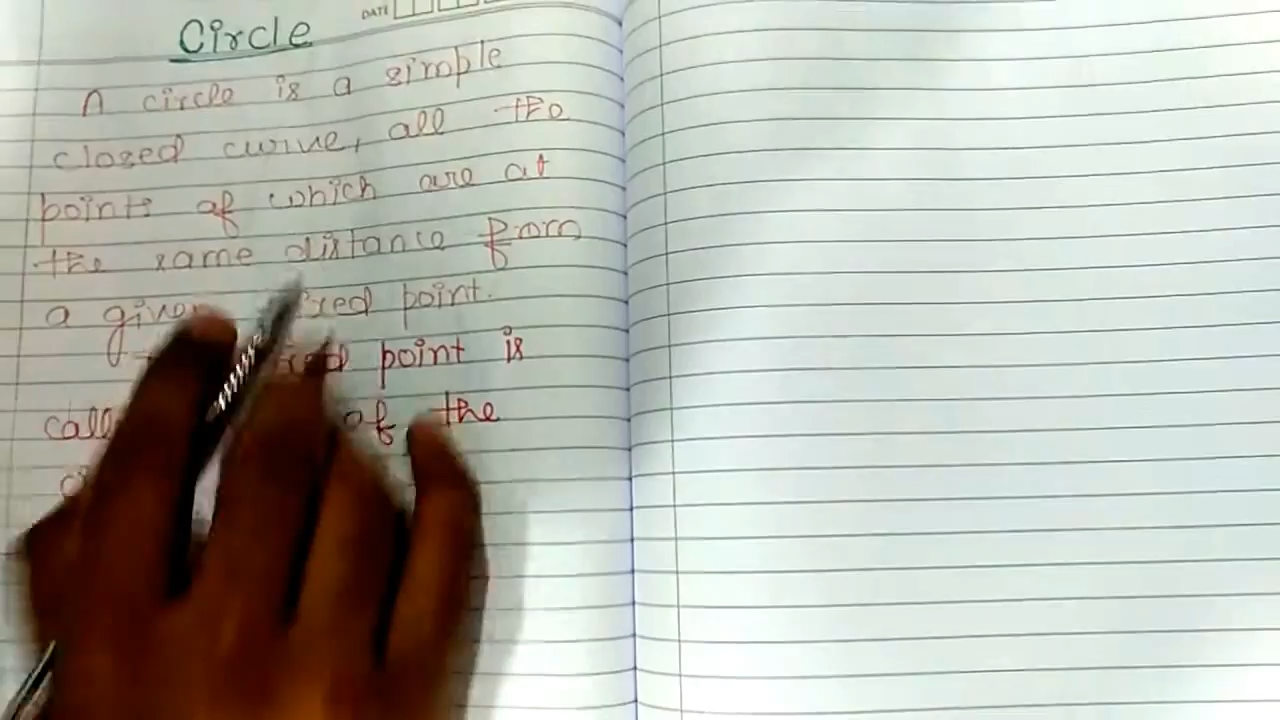 DATE
Circle
A circle is a simple
closed curve, all the
points of which are at
the same distance from
a given fixed point.
point is
of the